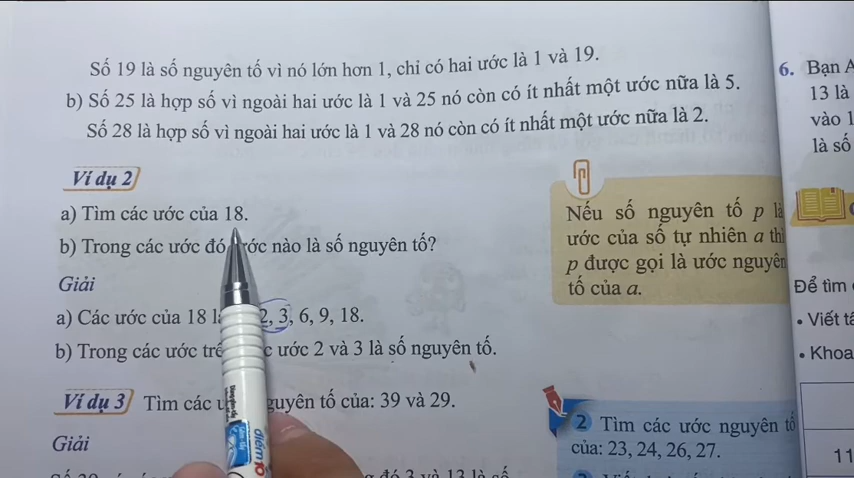 Số 19 là số nguyên tố vì nó lớn hơn 1, chỉ có hai ước là 1 và 19.
b) Số 25 là hợp số vì ngoài hai ước là 1 và 25 nó còn có ít nhất một ước nữa là 5.
Số 28 là hợp số vì ngoài hai ước là 1 và 28 nó còn có ít nhất một ước nữa là 2.
Ví dụ 2
a) Tìm các ước của 18.
b) Trong các ước đó nào là số nguyên tố?
Giải
a) Các ước của 18 2, 3, 6, 9, 18.
b) Trong các ước ước 2 và 3 là số nguyên tố.
Ví dụ 3 Tìm các nguyên tố của: 39 và 29.
Giải
Nếu số nguyên tố p là
ước của số tự nhiên a thì
p được gọi là ước nguyên
tố của a.
2 Tìm các ước nguyên tố
của: 23, 24, 26, 27.
6. Bạn A
13 là
vào 1
là số
Để tìm
• Viết
• Khoa
11
điểm 10